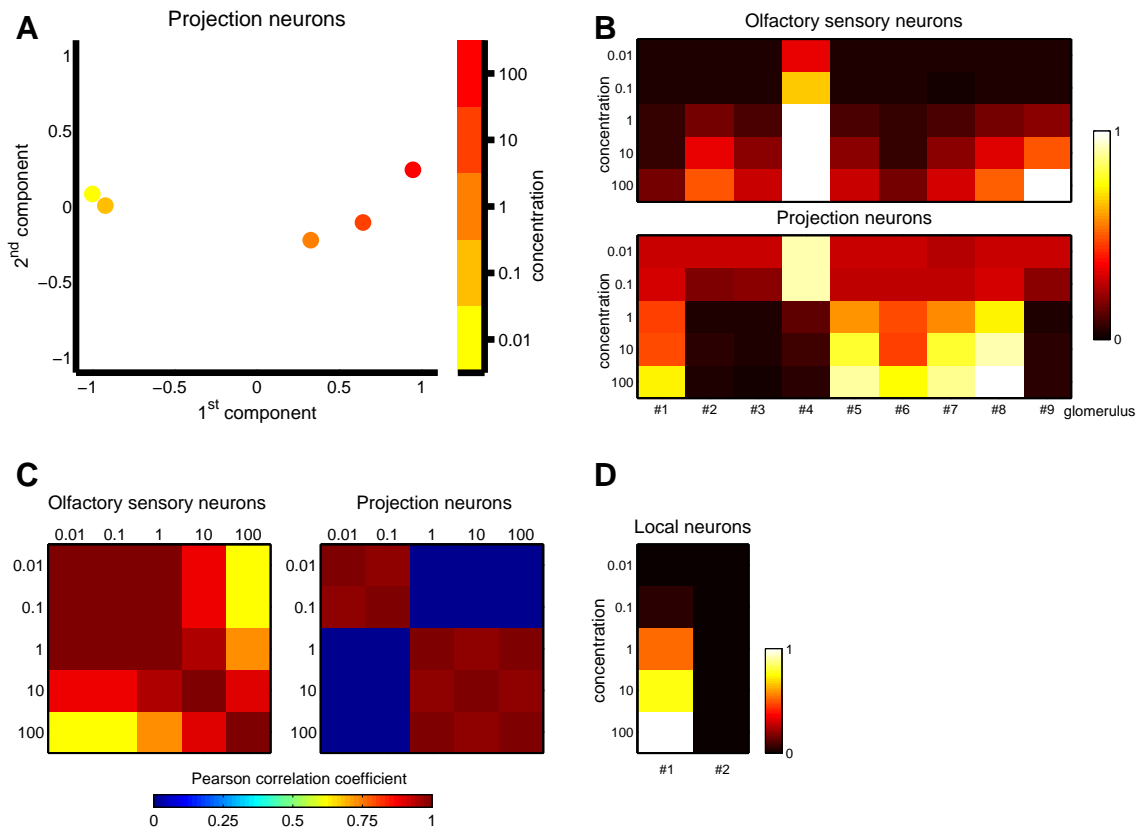 A
Projection neurons
1
0.5
0
−0.5
−1
2nd component
−1
−0.5
0
0.5
1
1st component
100
10
1
0.1
0.01
concentration
B
Olfactory sensory neurons
0.01
0.1
1
10
100
concentration
Projection neurons
0.01
0.1
1
10
100
concentration
#1 #2 #3 #4 #5 #6 #7 #8 #9 glomerulus
1
0
C
Olfactory sensory neurons
0.01 0.1 1 10 100
0.01
0.1
1
10
100
Projection neurons
0.01 0.1 1 10 100
0.01
0.1
1
10
100
Pearson correlation coefficient
0 0.25 0.5 0.75 1
D
Local neurons
0.01
0.1
1
10
100
concentration
#1 #2
1
0